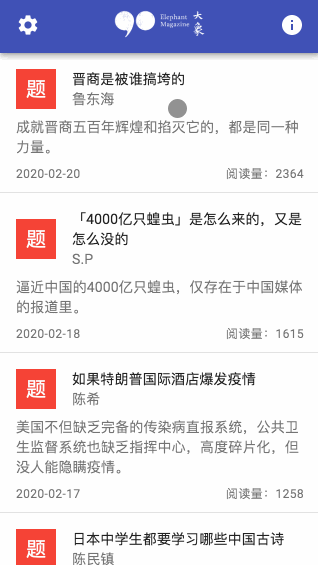 Elephant
Magazine
大象
题
晋商是被谁搞垮的
鲁东海
成就晋商五百年辉煌和掐灭它的，都是同一种
力量。
2020-02-20 阅读量：2364
题
「4000亿只蝗虫」是怎么来的，又是
怎么没的
S.P
逼近中国的4000亿只蝗虫，仅存在于中国媒体
的报道里。
2020-02-18 阅读量：1615
题
如果特朗普国际酒店爆发疫情
陈希
美国不但缺乏完备的传染病直报系统，公共卫
生监督系统也缺乏指挥中心，高度碎片化，但
没人能隐瞒疫情。
2020-02-17 阅读量：1258
题
日本中学生都要学习哪些中国古诗
陈民镇